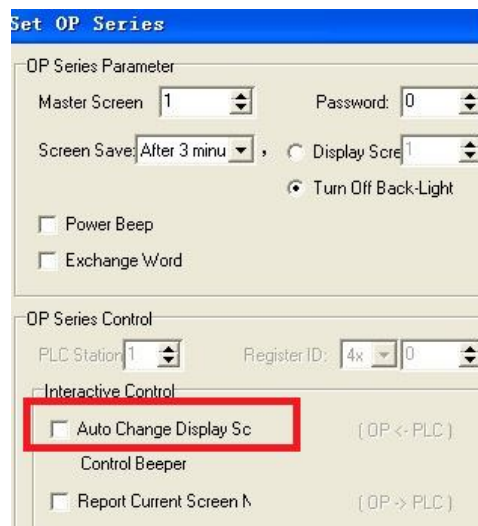 Set OP Series
OP Series Parameter
Master Screen 1 Password: 0
Screen Save: After 3 minu , Display Scre 1
Turn Off Back-Light
Power Beep
Exchange Word
OP Series Control
PLC Station 1 Register ID: 4x 0
Interactive Control
Auto Change Display Sc (OP <- PLC)
Control Beeper
Report Current Screen N (OP -> PLC)